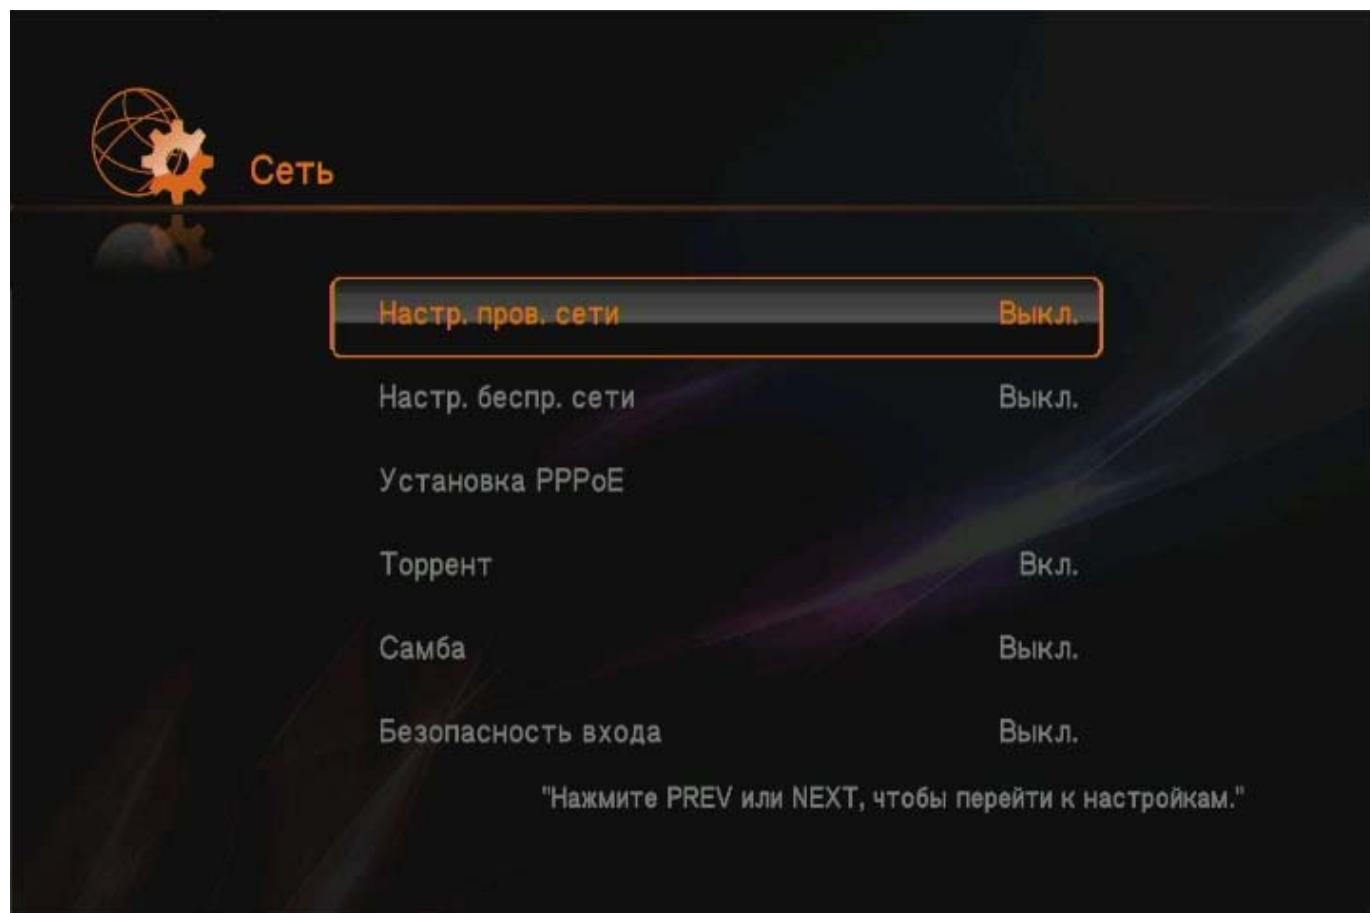 Сеть
Настр. пров. сети Выкл.
Настр. беспр. сети Выкл.
Установка PPPoE
Торрент Вкл.
Самба Выкл.
Безопасность входа Выкл.
"Нажмите PREV или NEXT, чтобы перейти к настройкам."